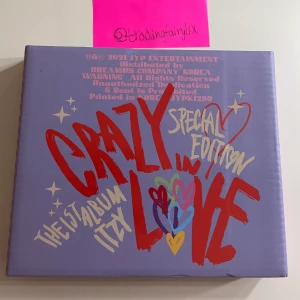 ℗© 2021 JYP ENTERTAINMENT
Distributed by
DREAMUS COMPANY KOREA
WARNING All Rights Reserved
Unauthorized Duplication
Is Prohibited
Printed in KOREA JYPK1280
CRAZY
IN
LOVE
SPECIAL
EDITION
THE 1ST ALBUM
ITZY